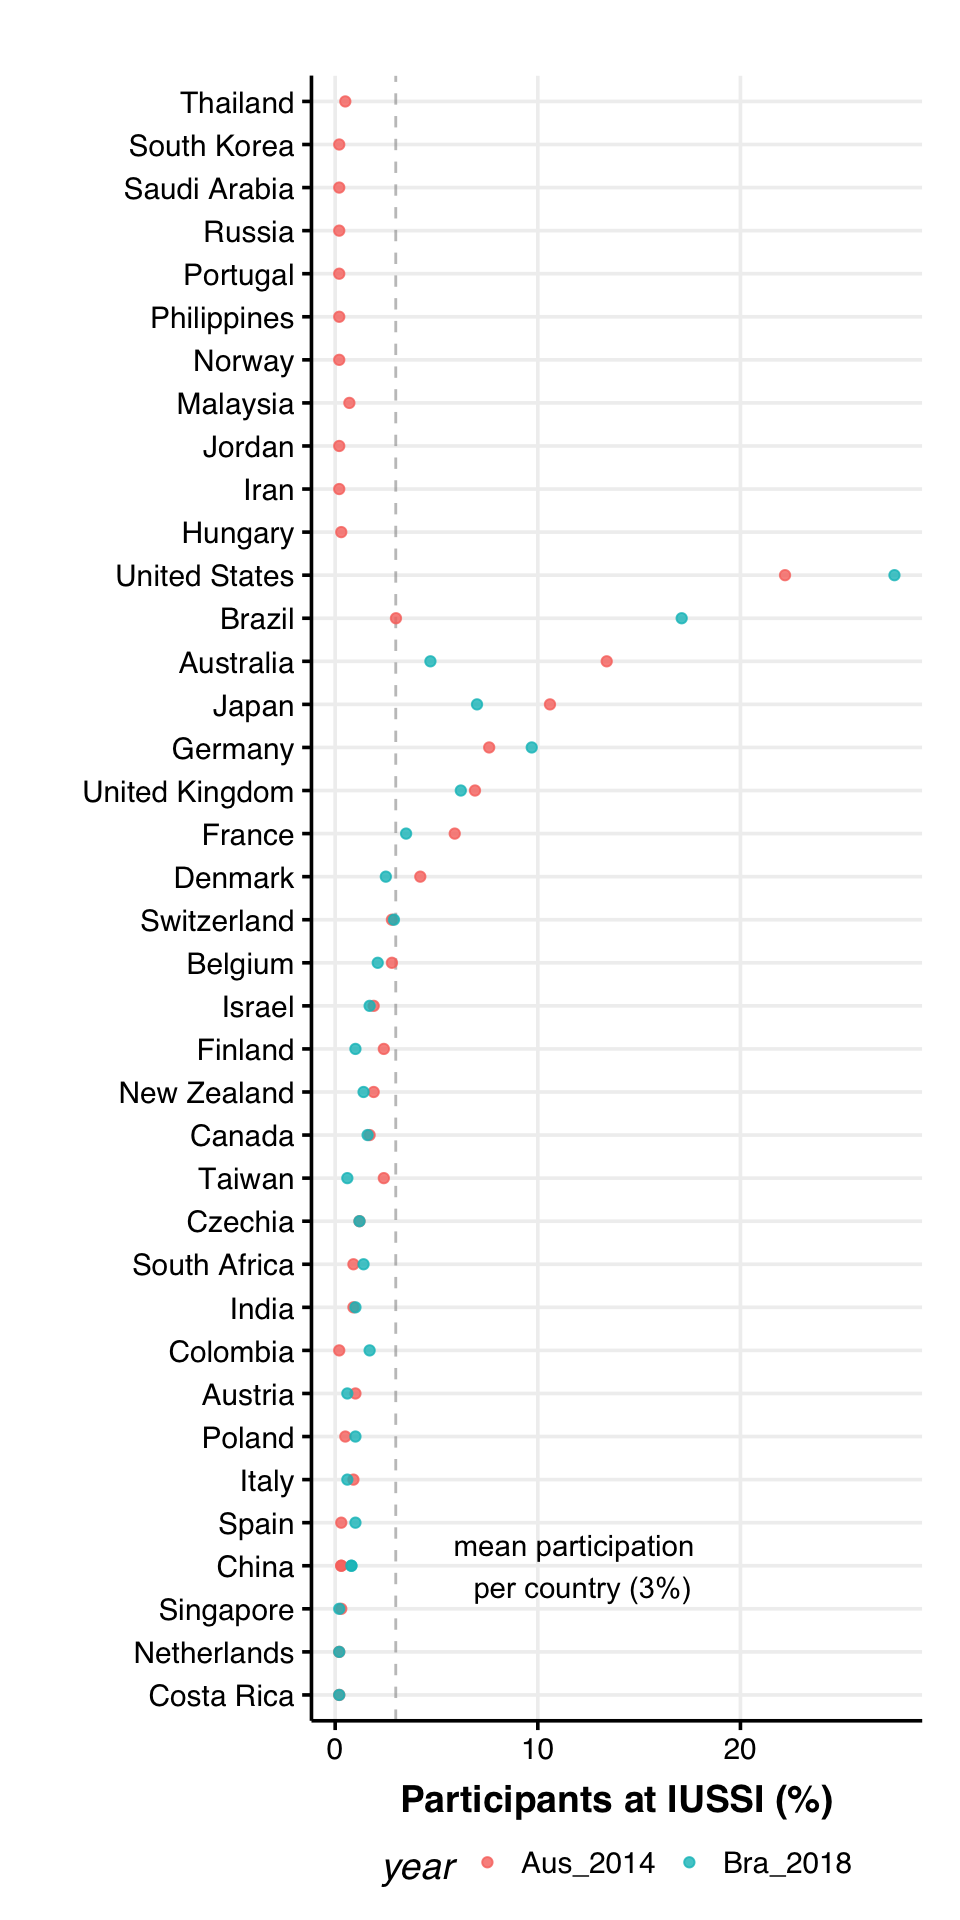 Thailand
South Korea
Saudi Arabia
Russia
Portugal
Philippines
Norway
Malaysia
Jordan
Iran
Hungary
United States
Brazil
Australia
Japan
Germany
United Kingdom
France
Denmark
Switzerland
Belgium
Israel
Finland
New Zealand
Canada
Taiwan
Czechia
South Africa
India
Colombia
Austria
Poland
Italy
Spain
China
Singapore
Netherlands
Costa Rica
mean participation
per country (3%)
0 10 20
Participants at IUSSI (%)
year Aus_2014 Bra_2018